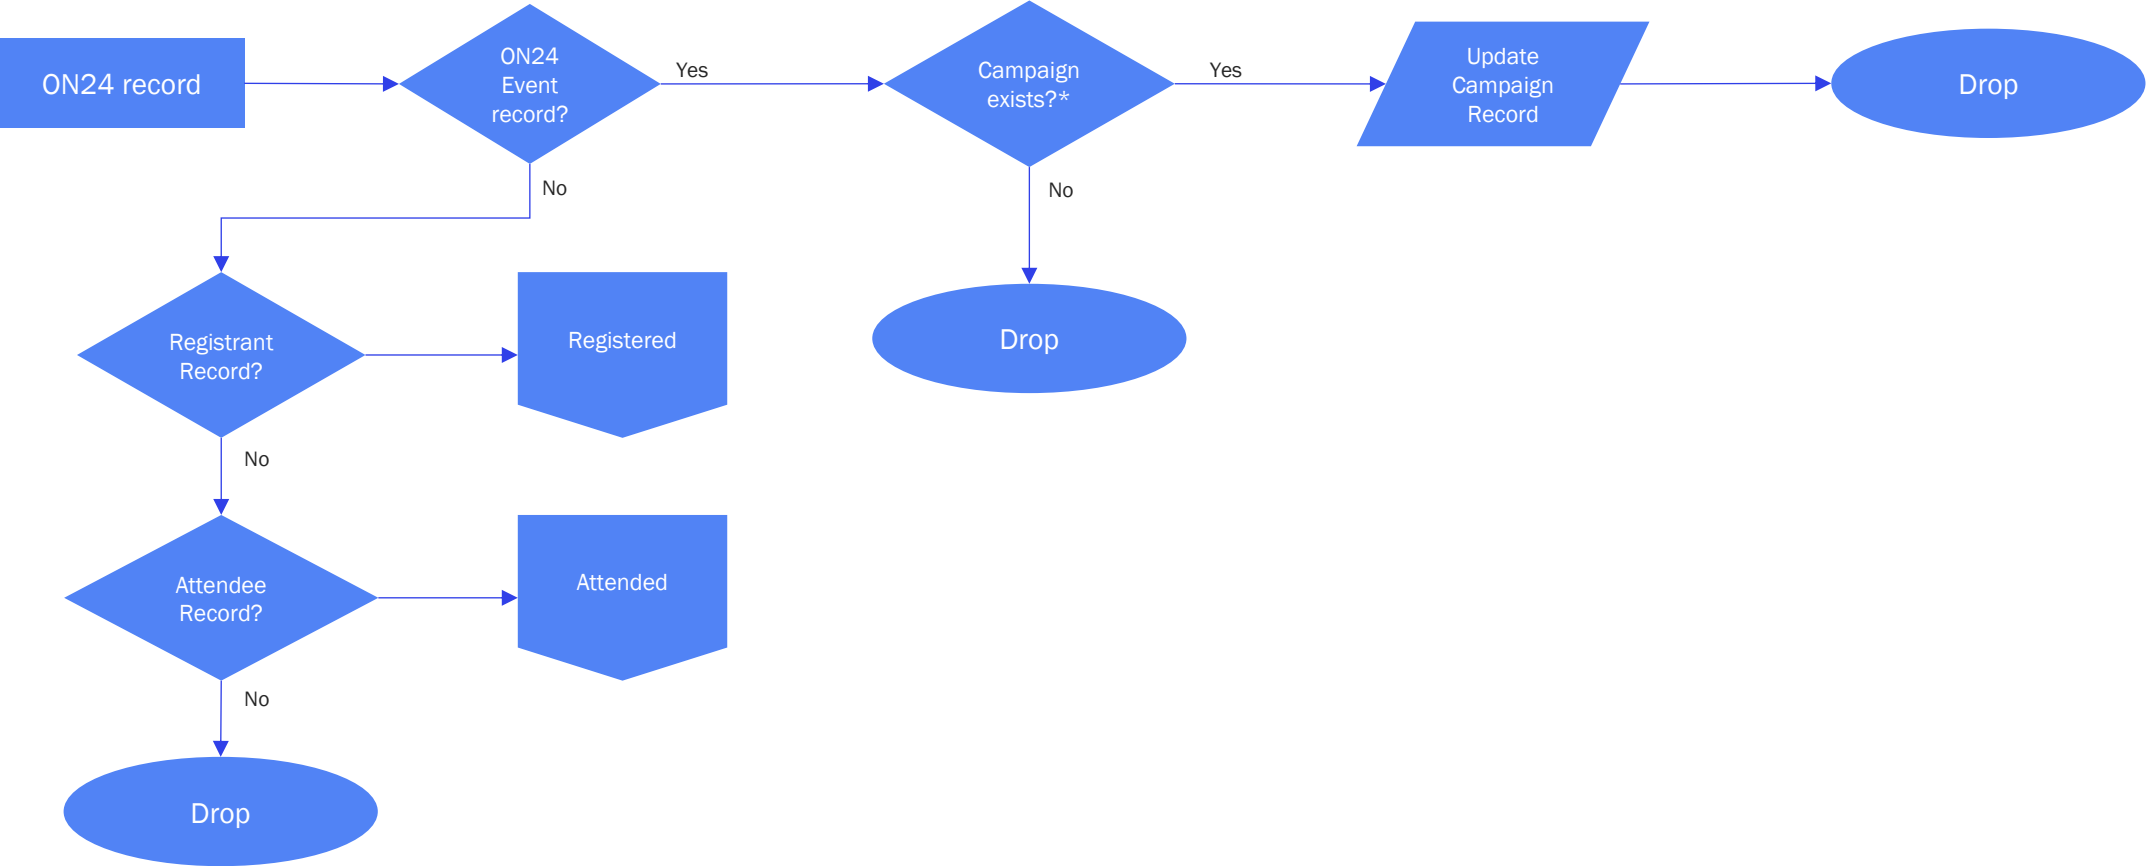 ON24 record
ON24
Event
record?
Yes
Campaign
exists?*
Yes
Update
Campaign
Record
Drop
No
No
Registrant
Record?
Registered
Drop
No
Attendee
Record?
Attended
No
Drop